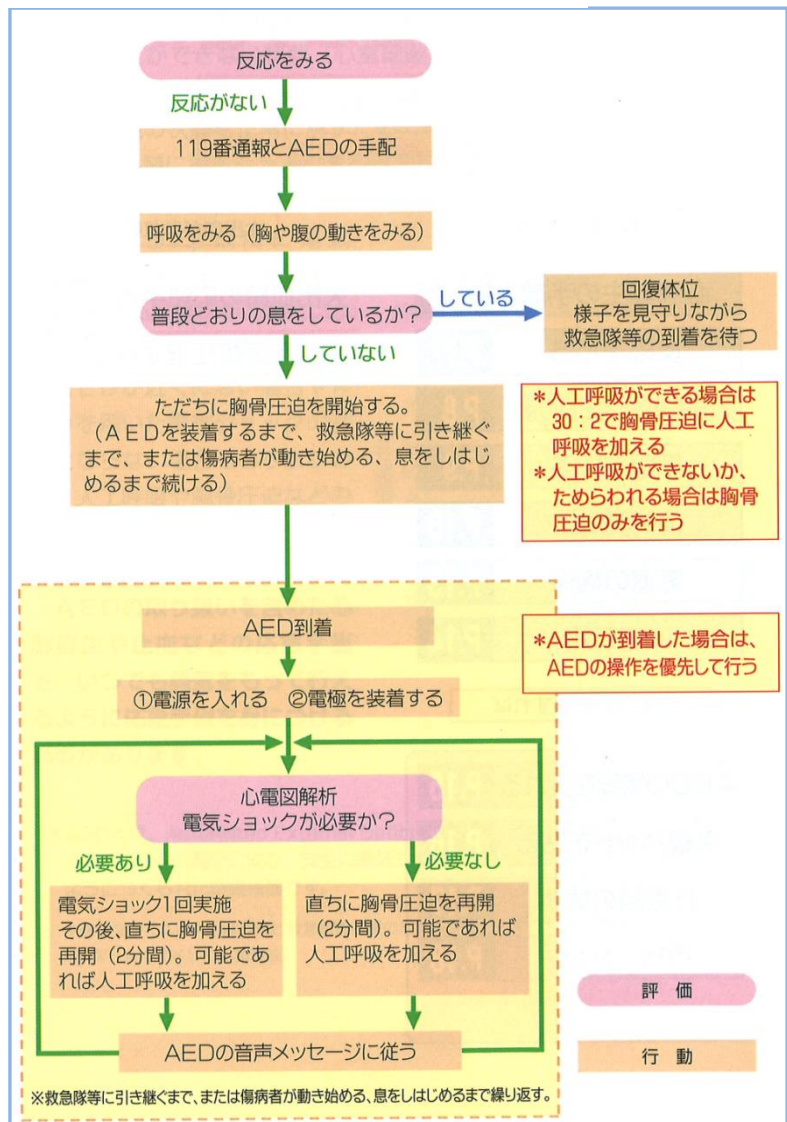 反応をみる
反応がない
119番通報とAEDの手配
呼吸をみる（胸や腹の動きをみる）
普段どおりの息をしているか？
している
回復体位
様子を見守りながら
救急隊等の到着を待つ
していない
ただちに胸骨圧迫を開始する。
（AEDを装着するまで、救急隊等に引き継ぐ
まで、または傷病者が動き始める、息をしはじ
めるまで続ける）
＊人工呼吸ができる場合は
30：2で胸骨圧迫に人工
呼吸を加える
＊人工呼吸ができないか、
ためらわれる場合は胸骨
圧迫のみを行う
AED到着
＊AEDが到着した場合は、
AEDの操作を優先して行う
①電源を入れる　②電極を装着する
心電図解析
電気ショックが必要か？
必要あり
電気ショック1回実施
その後、直ちに胸骨圧迫を
再開（2分間）。可能であ
れば人工呼吸を加える
必要なし
直ちに胸骨圧迫を再開
（2分間）。可能であれば
人工呼吸を加える
AEDの音声メッセージに従う
※救急隊等に引き継ぐまで、または傷病者が動き始める、息をしはじめるまで繰り返す。
評　価
行　動